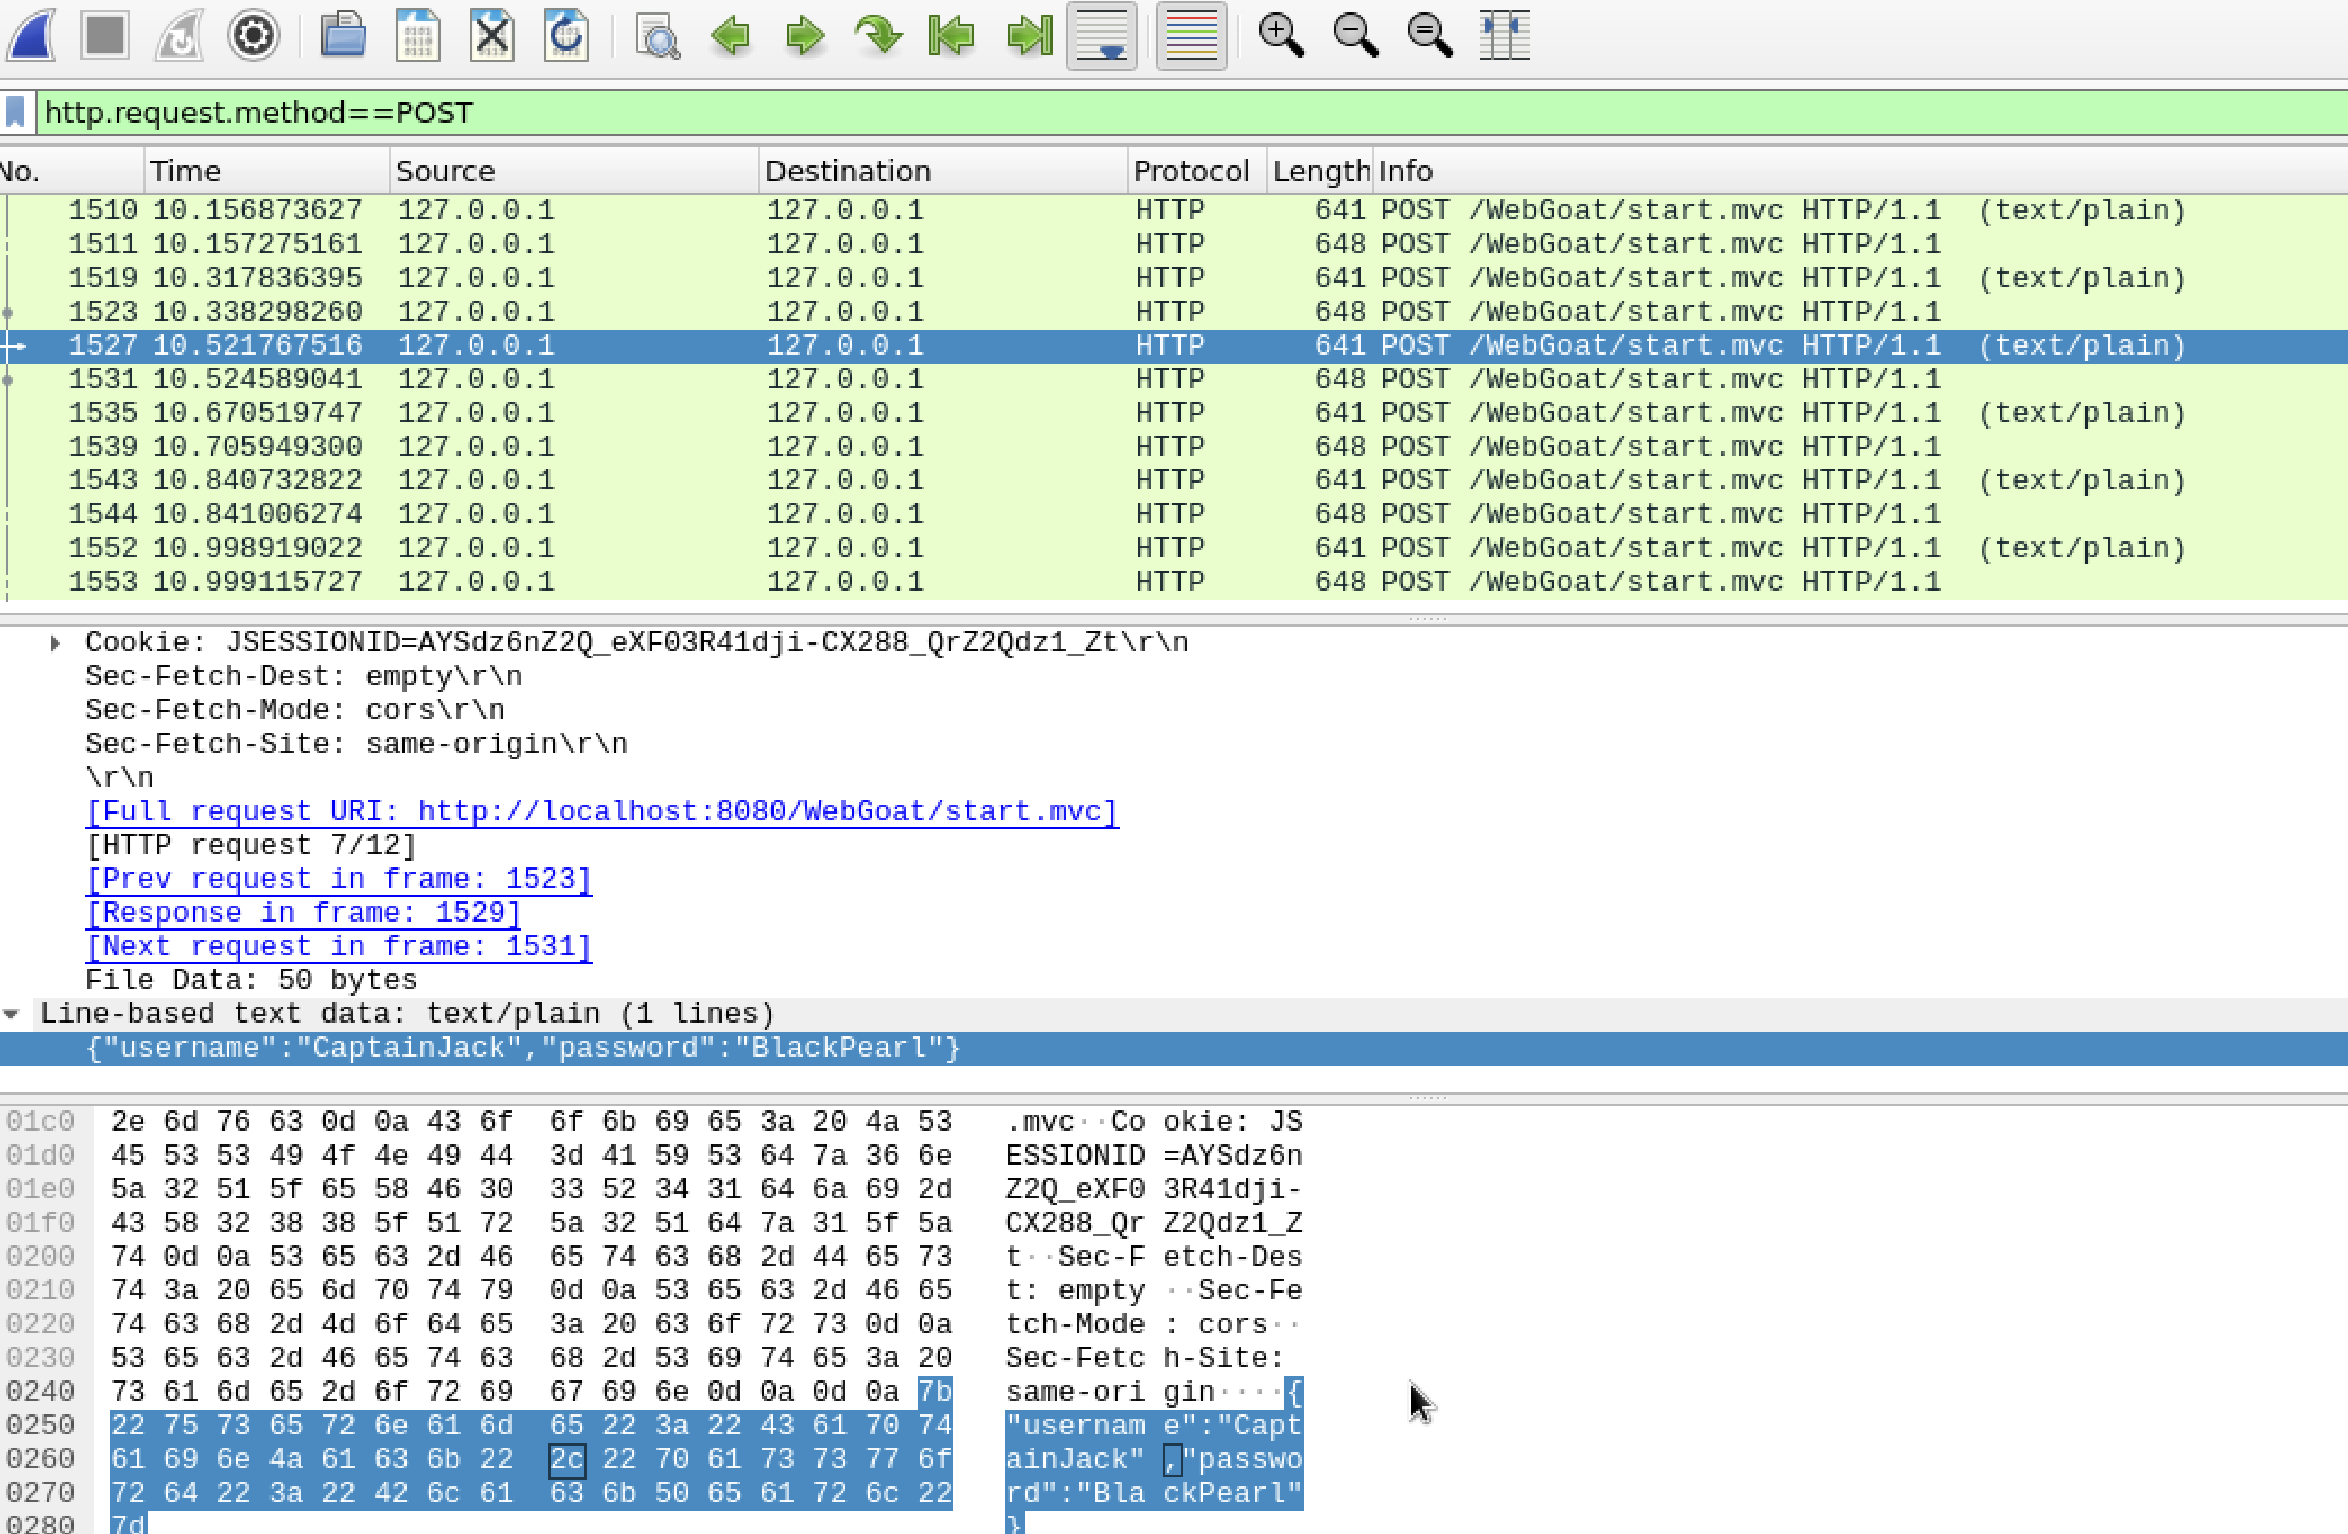 http.request.method==POST
No. Time Source Destination Protocol Length Info
1510 10.156873627 127.0.0.1 127.0.0.1 HTTP 641 POST /WebGoat/start.mvc HTTP/1.1 (text/plain)
1511 10.157275161 127.0.0.1 127.0.0.1 HTTP 648 POST /WebGoat/start.mvc HTTP/1.1
1519 10.317836395 127.0.0.1 127.0.0.1 HTTP 641 POST /WebGoat/start.mvc HTTP/1.1 (text/plain)
1523 10.338298260 127.0.0.1 127.0.0.1 HTTP 648 POST /WebGoat/start.mvc HTTP/1.1
1527 10.521767516 127.0.0.1 127.0.0.1 HTTP 641 POST /WebGoat/start.mvc HTTP/1.1 (text/plain)
1531 10.524589041 127.0.0.1 127.0.0.1 HTTP 648 POST /WebGoat/start.mvc HTTP/1.1
1535 10.670519747 127.0.0.1 127.0.0.1 HTTP 641 POST /WebGoat/start.mvc HTTP/1.1 (text/plain)
1539 10.705949300 127.0.0.1 127.0.0.1 HTTP 648 POST /WebGoat/start.mvc HTTP/1.1
1543 10.840732822 127.0.0.1 127.0.0.1 HTTP 641 POST /WebGoat/start.mvc HTTP/1.1 (text/plain)
1544 10.841006274 127.0.0.1 127.0.0.1 HTTP 648 POST /WebGoat/start.mvc HTTP/1.1
1552 10.998919022 127.0.0.1 127.0.0.1 HTTP 641 POST /WebGoat/start.mvc HTTP/1.1 (text/plain)
1553 10.999115727 127.0.0.1 127.0.0.1 HTTP 648 POST /WebGoat/start.mvc HTTP/1.1
Cookie: JSESSIONID=AYSdz6nZ2Q_eXF03R41dji-CX288_QrZ2Qdz1_Zt\r\n
Sec-Fetch-Dest: empty\r\n
Sec-Fetch-Mode: cors\r\n
Sec-Fetch-Site: same-origin\r\n
\r\n
[Full request URI: http://localhost:8080/WebGoat/start.mvc]
[HTTP request 7/12]
[Prev request in frame: 1523]
[Response in frame: 1529]
[Next request in frame: 1531]
File Data: 50 bytes
Line-based text data: text/plain (1 lines)
{"username":"CaptainJack","password":"BlackPearl"}
01c0 2e 6d 76 63 0d 0a 43 6f 6f 6b 69 65 3a 20 4a 53 .mvc··Co okie: JS
01d0 45 53 53 49 4f 4e 49 44 3d 41 59 53 64 7a 36 6e ESSIONID =AYSdz6n
01e0 5a 32 51 5f 65 58 46 30 33 52 34 31 64 6a 69 2d Z2Q_eXF0 3R41dji-
01f0 43 58 32 38 38 5f 51 72 5a 32 51 64 7a 31 5f 5a CX288_Qr Z2Qdz1_Z
0200 74 0d 0a 53 65 63 2d 46 65 74 63 68 2d 44 65 73 t··Sec-F etch-Des
0210 74 3a 20 65 6d 70 74 79 0d 0a 53 65 63 2d 46 65 t: empty ··Sec-Fe
0220 74 63 68 2d 4d 6f 64 65 3a 20 63 6f 72 73 0d 0a tch-Mode : cors··
0230 53 65 63 2d 46 65 74 63 68 2d 53 69 74 65 3a 20 Sec-Fetc h-Site:
0240 73 61 6d 65 2d 6f 72 69 67 69 6e 0d 0a 0d 0a 7b same-ori gin····{
0250 22 75 73 65 72 6e 61 6d 65 22 3a 22 43 61 70 74 "usernam e":"Capt
0260 61 69 6e 4a 61 63 6b 22 2c 22 70 61 73 73 77 6f ainJack" ,"passwo
0270 72 64 22 3a 22 42 6c 61 63 6b 50 65 61 72 6c 22 rd":"Bla ckPearl"
0280 7d }